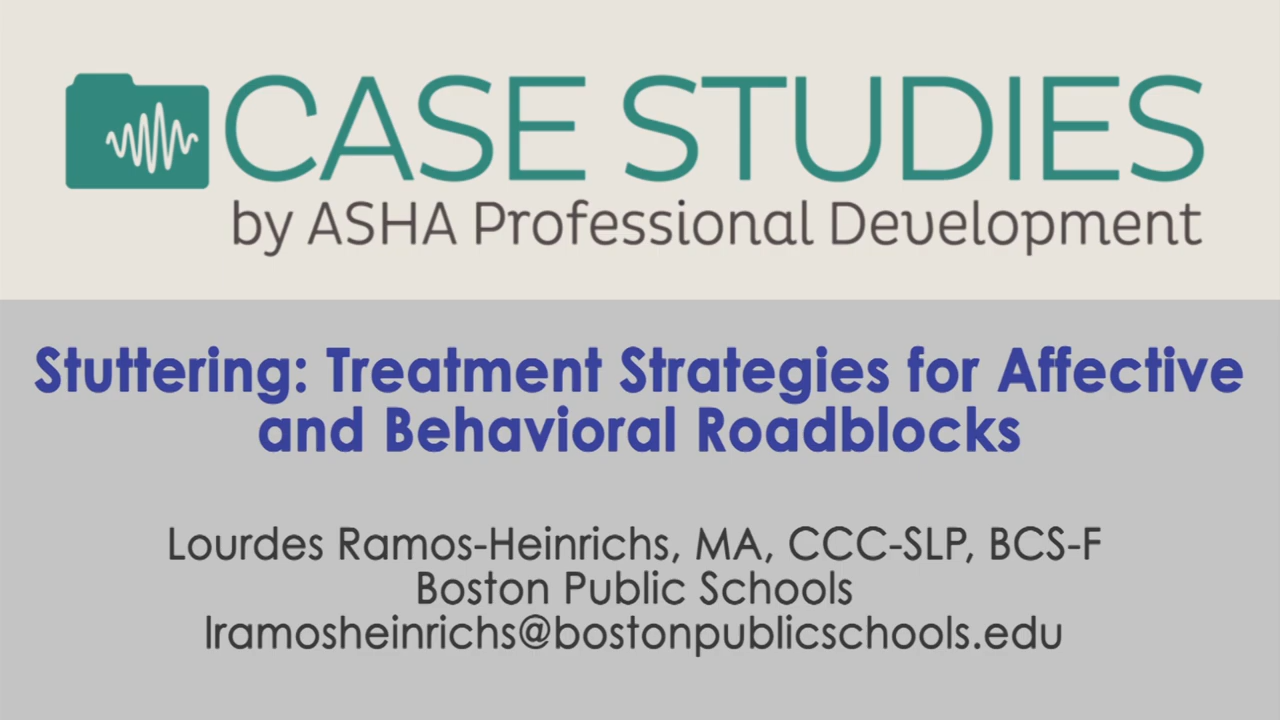 CASE STUDIES
by ASHA Professional Development
Stuttering: Treatment Strategies for Affective
and Behavioral Roadblocks
Lourdes Ramos-Heinrichs, MA, CCC-SLP, BCS-F
Boston Public Schools
lramosheinrichs@bostonpublicschools.edu